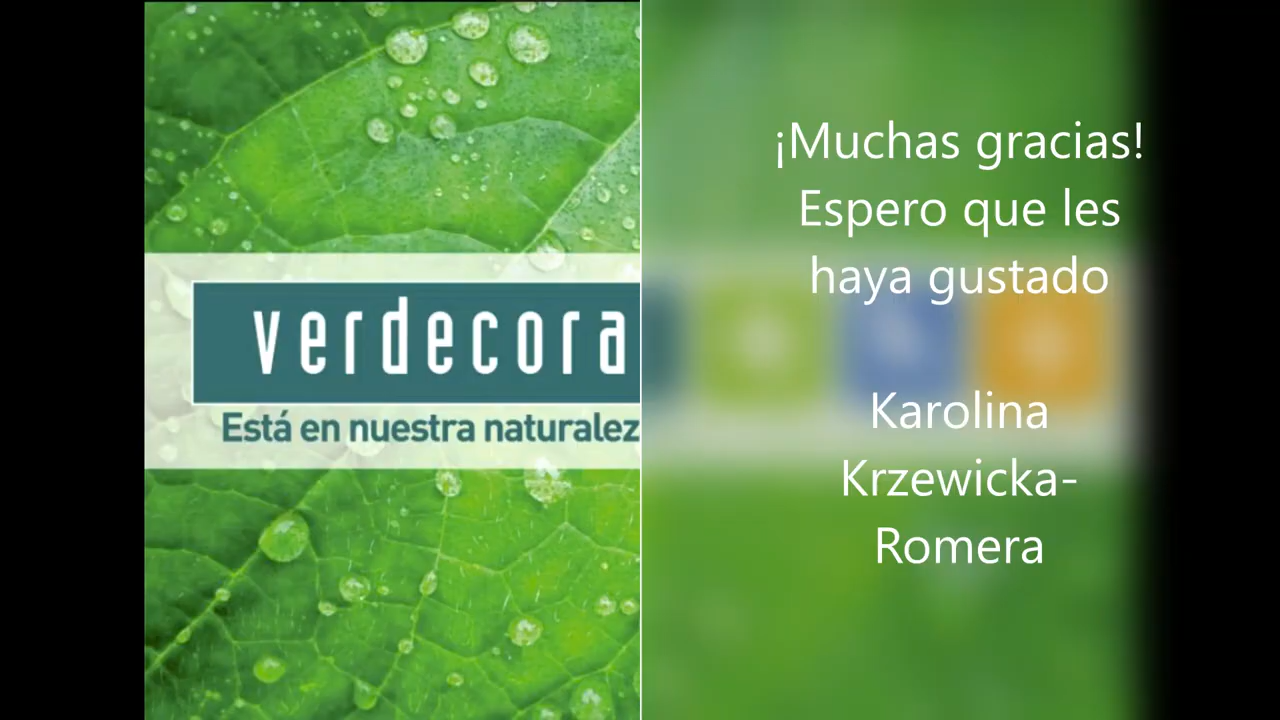 verdecora
Está en nuestra naturalez
¡Muchas gracias!
Espero que les
haya gustado
Karolina
Krzewicka-
Romera